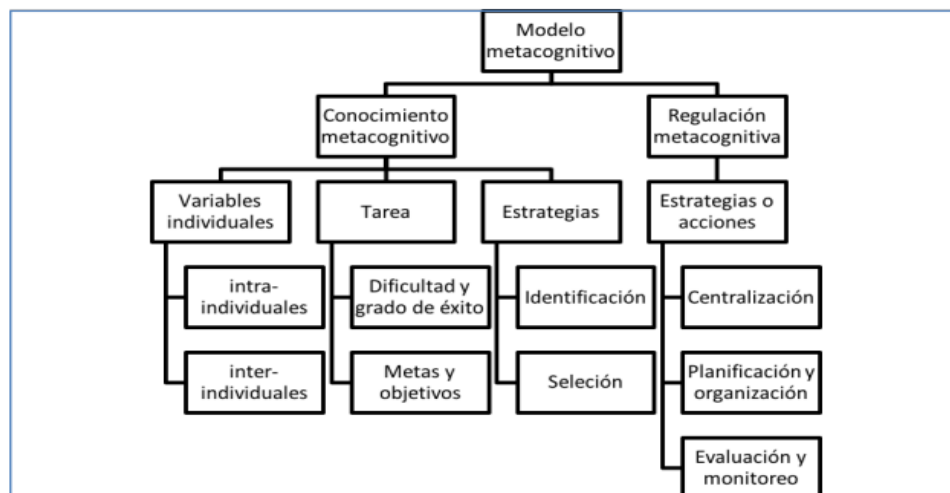 Modelo
metacognitivo
Conocimiento
metacognitivo
Regulación
metacognitiva
Variables
individuales
Tarea
Estrategias
Estrategias o
acciones
intra-
individuales
Dificultad y
grado de éxito
Identificación
Centralización
inter-
individuales
Metas y
objetivos
Seleción
Planificación y
organización
Evaluación y
monitoreo